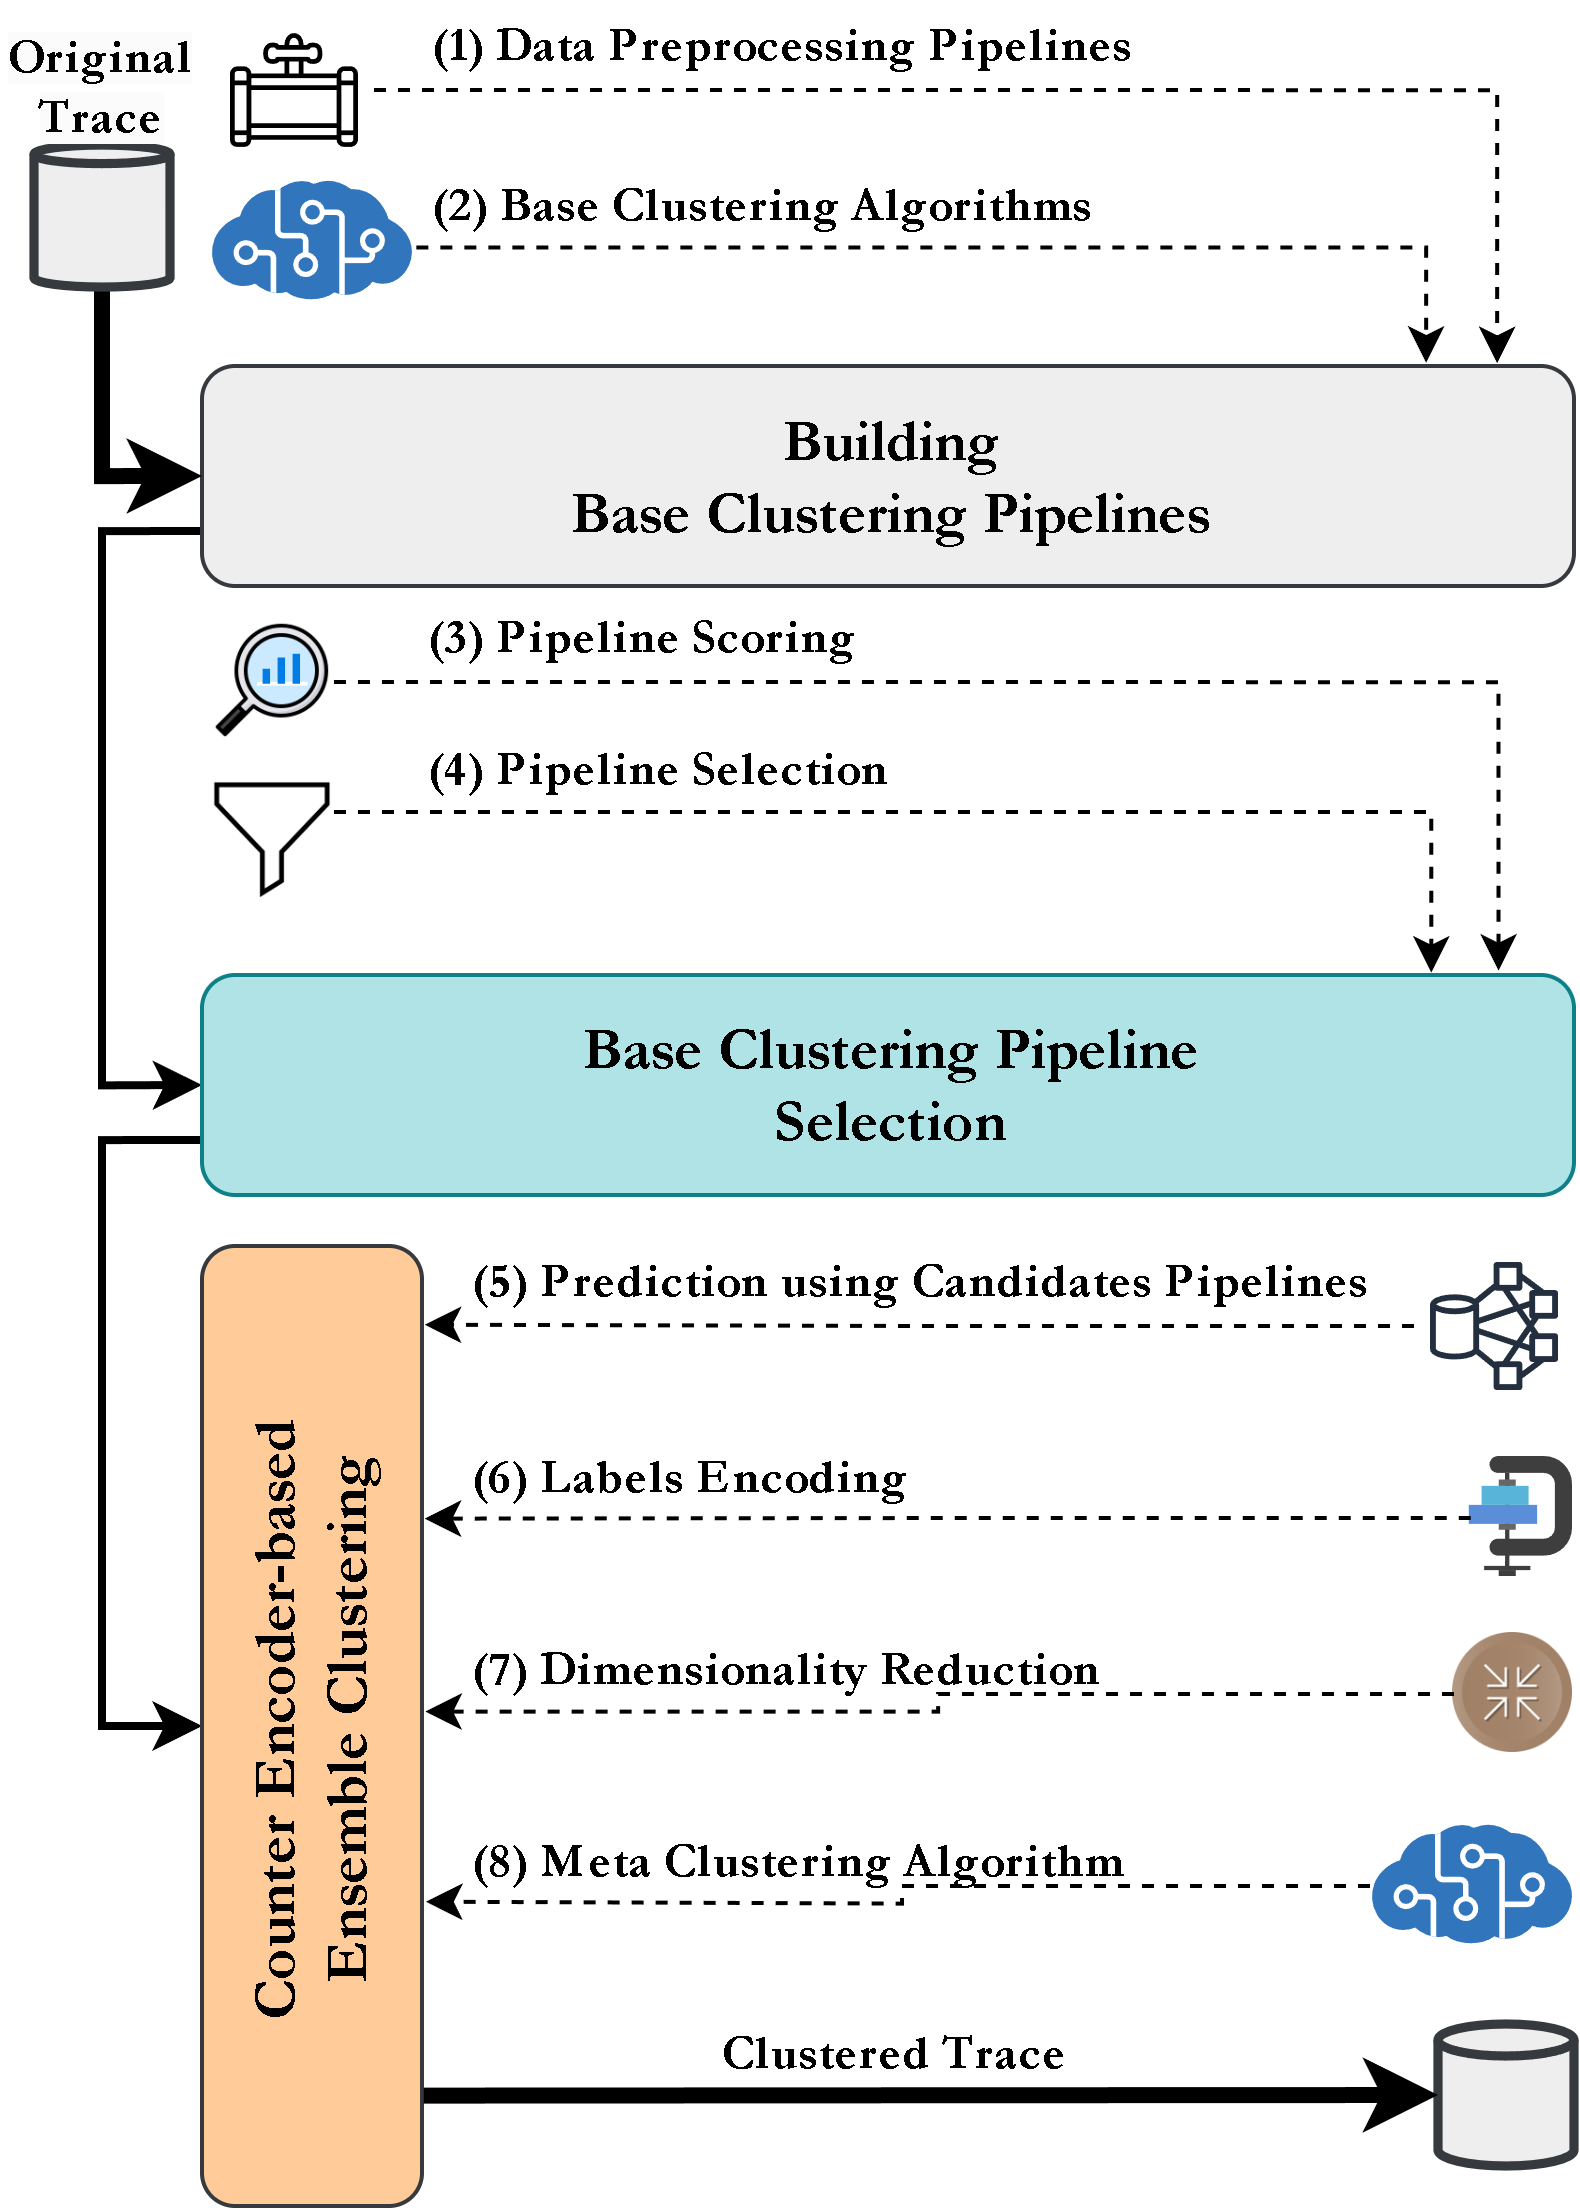 Original
Trace
(1) Data Preprocessing Pipelines
(2) Base Clustering Algorithms
Building
Base Clustering Pipelines
(3) Pipeline Scoring
(4) Pipeline Selection
Base Clustering Pipeline
Selection
Counter Encoder-based
Ensemble Clustering
(5) Prediction using Candidates Pipelines
(6) Labels Encoding
(7) Dimensionality Reduction
(8) Meta Clustering Algorithm
Clustered Trace